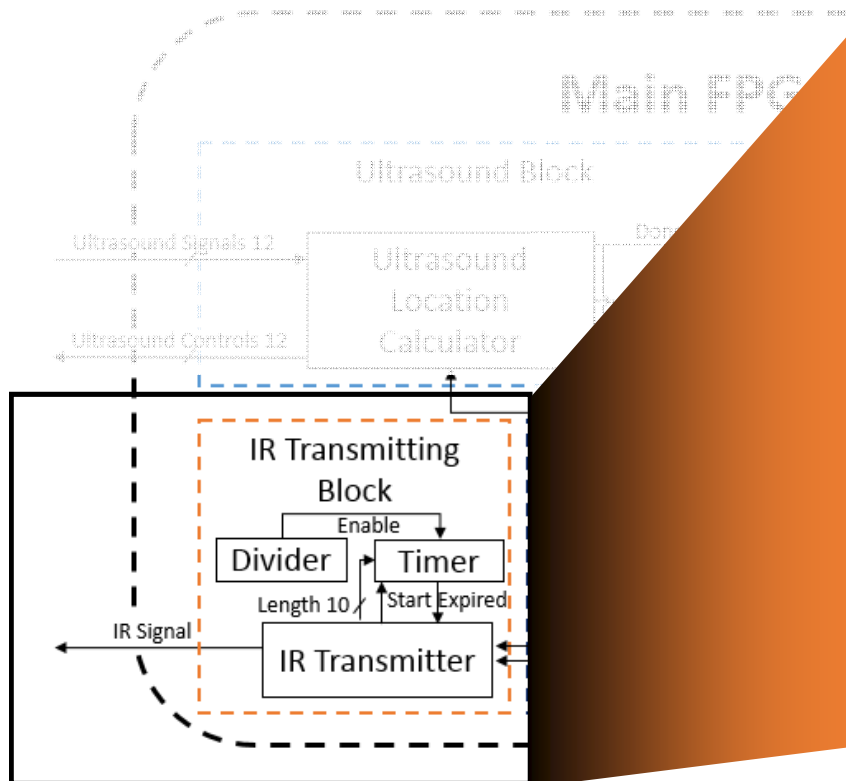 Main FPG
Ultrasound Block
Ultrasound Signals 12
Ultrasound
Location
Calculator
Ultrasound Controls 12
IR Transmitting
Block
Enable
Divider
Timer
Length 10
Start
Expired
IR Signal
IR Transmitter